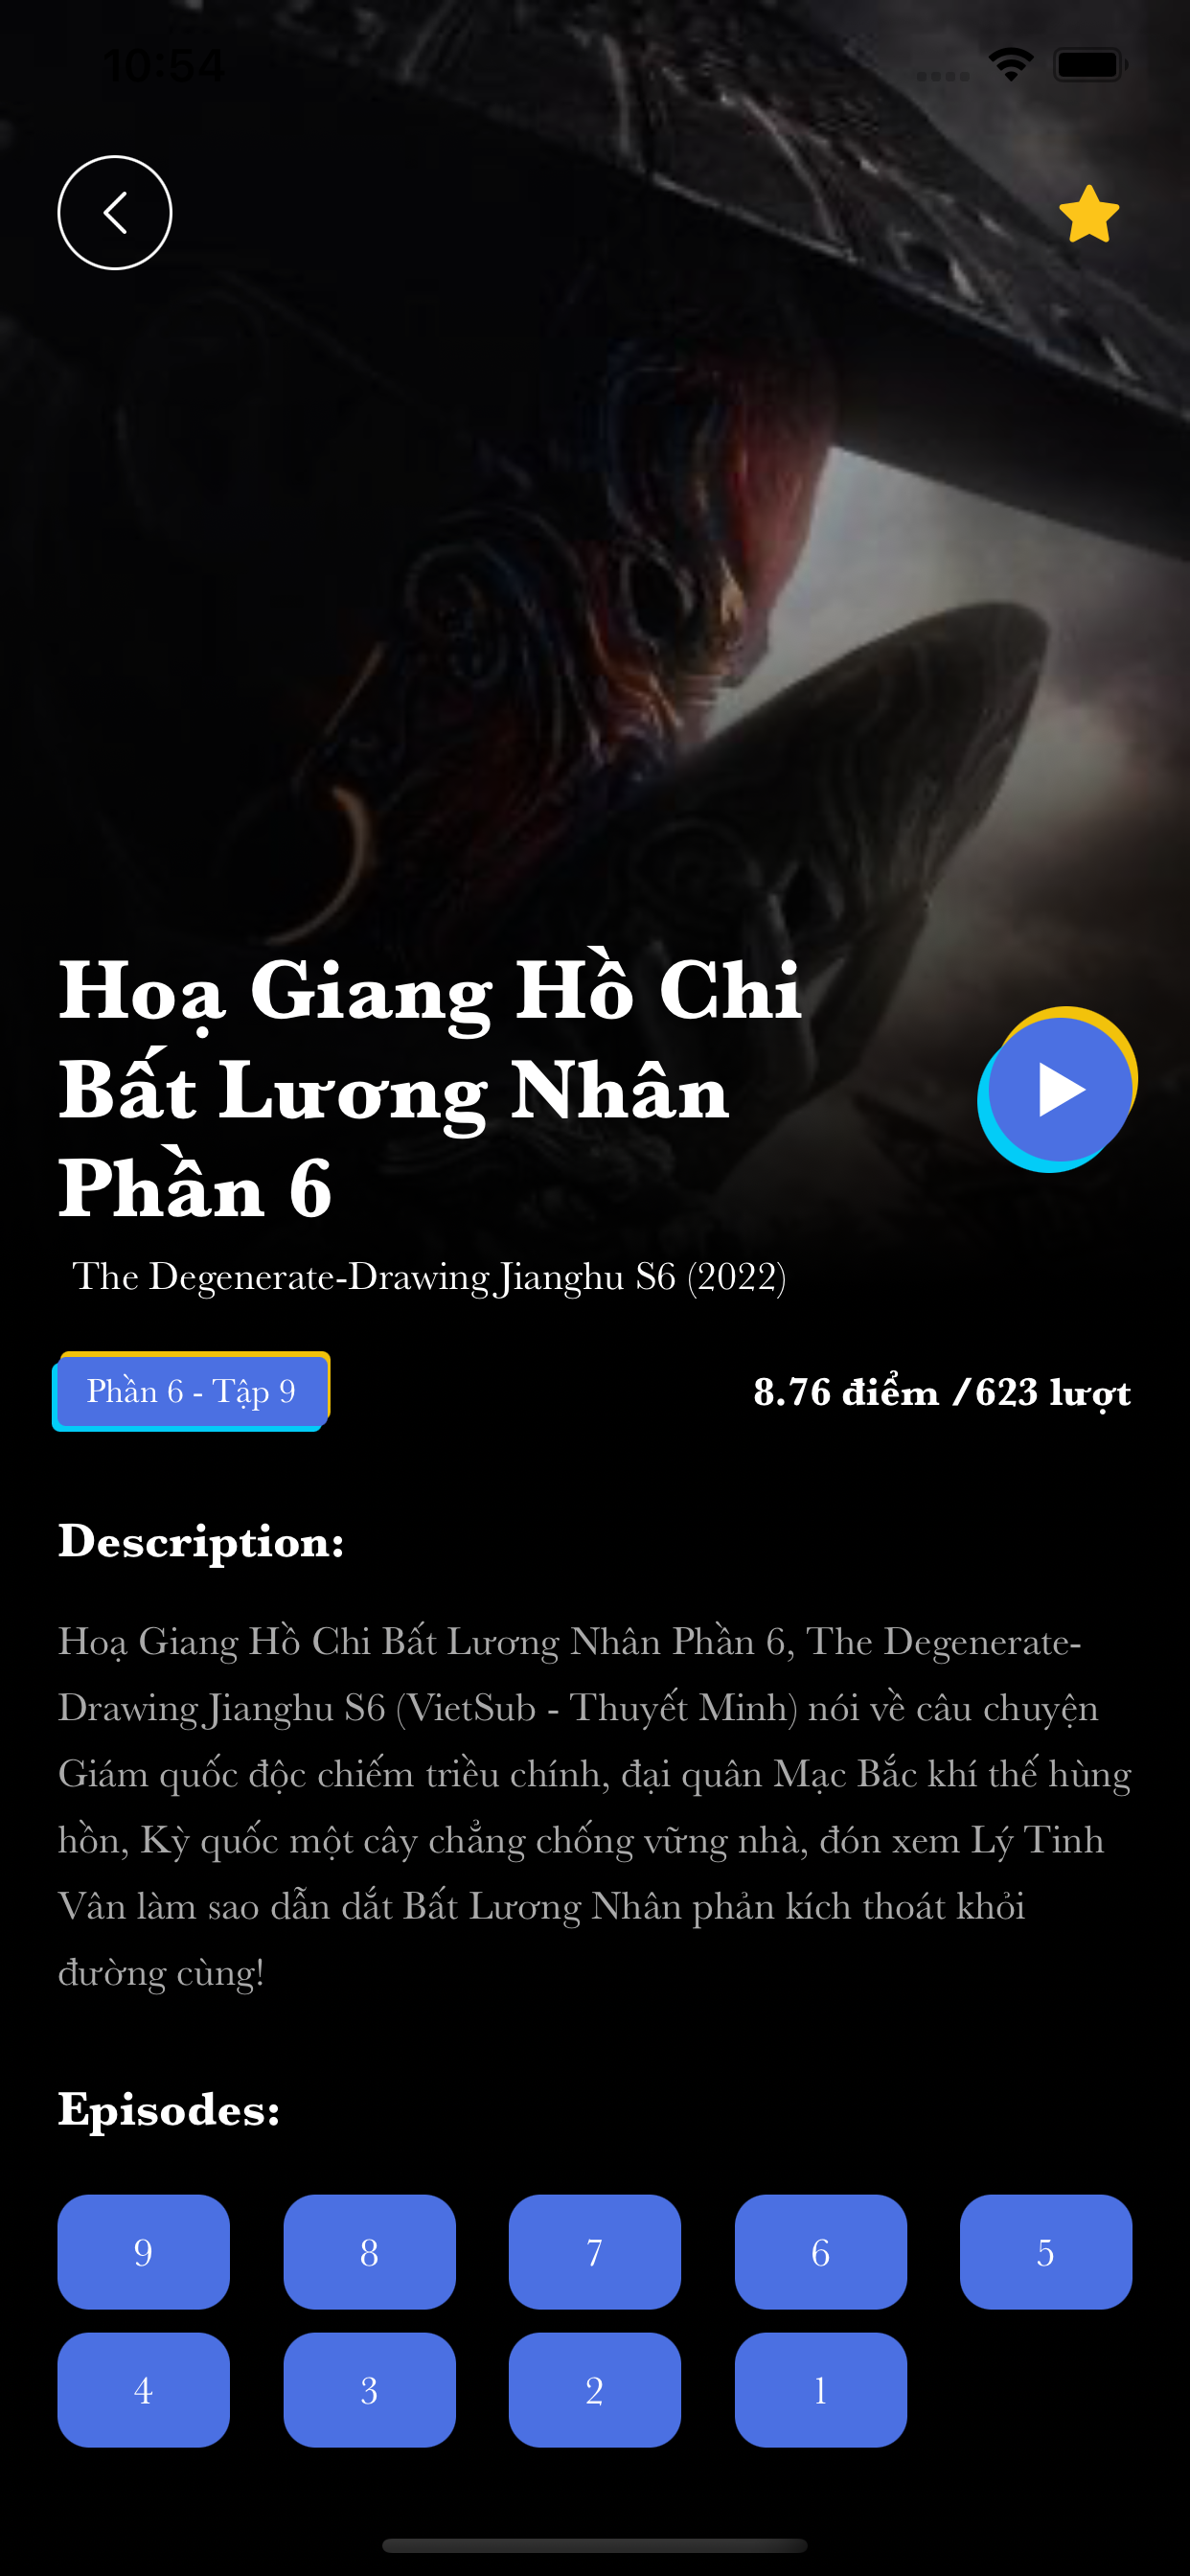 10:54
Hoạ Giang Hồ Chi
Bất Lương Nhân
Phần 6
The Degenerate-Drawing Jianghu S6 (2022)
Phần 6 - Tập 9
8.76 điểm /623 lượt
Description:
Hoạ Giang Hồ Chi Bất Lương Nhân Phần 6, The Degenerate-
Drawing Jianghu S6 (VietSub - Thuyết Minh) nói về câu chuyện
Giám quốc độc chiếm triều chính, đại quân Mạc Bắc khí thế hùng
hồn, Kỳ quốc một cây chẳng chống vững nhà, đón xem Lý Tinh
Vân làm sao dẫn dắt Bất Lương Nhân phản kích thoát khỏi
đường cùng!
Episodes:
9 8 7 6 5
4 3 2 1